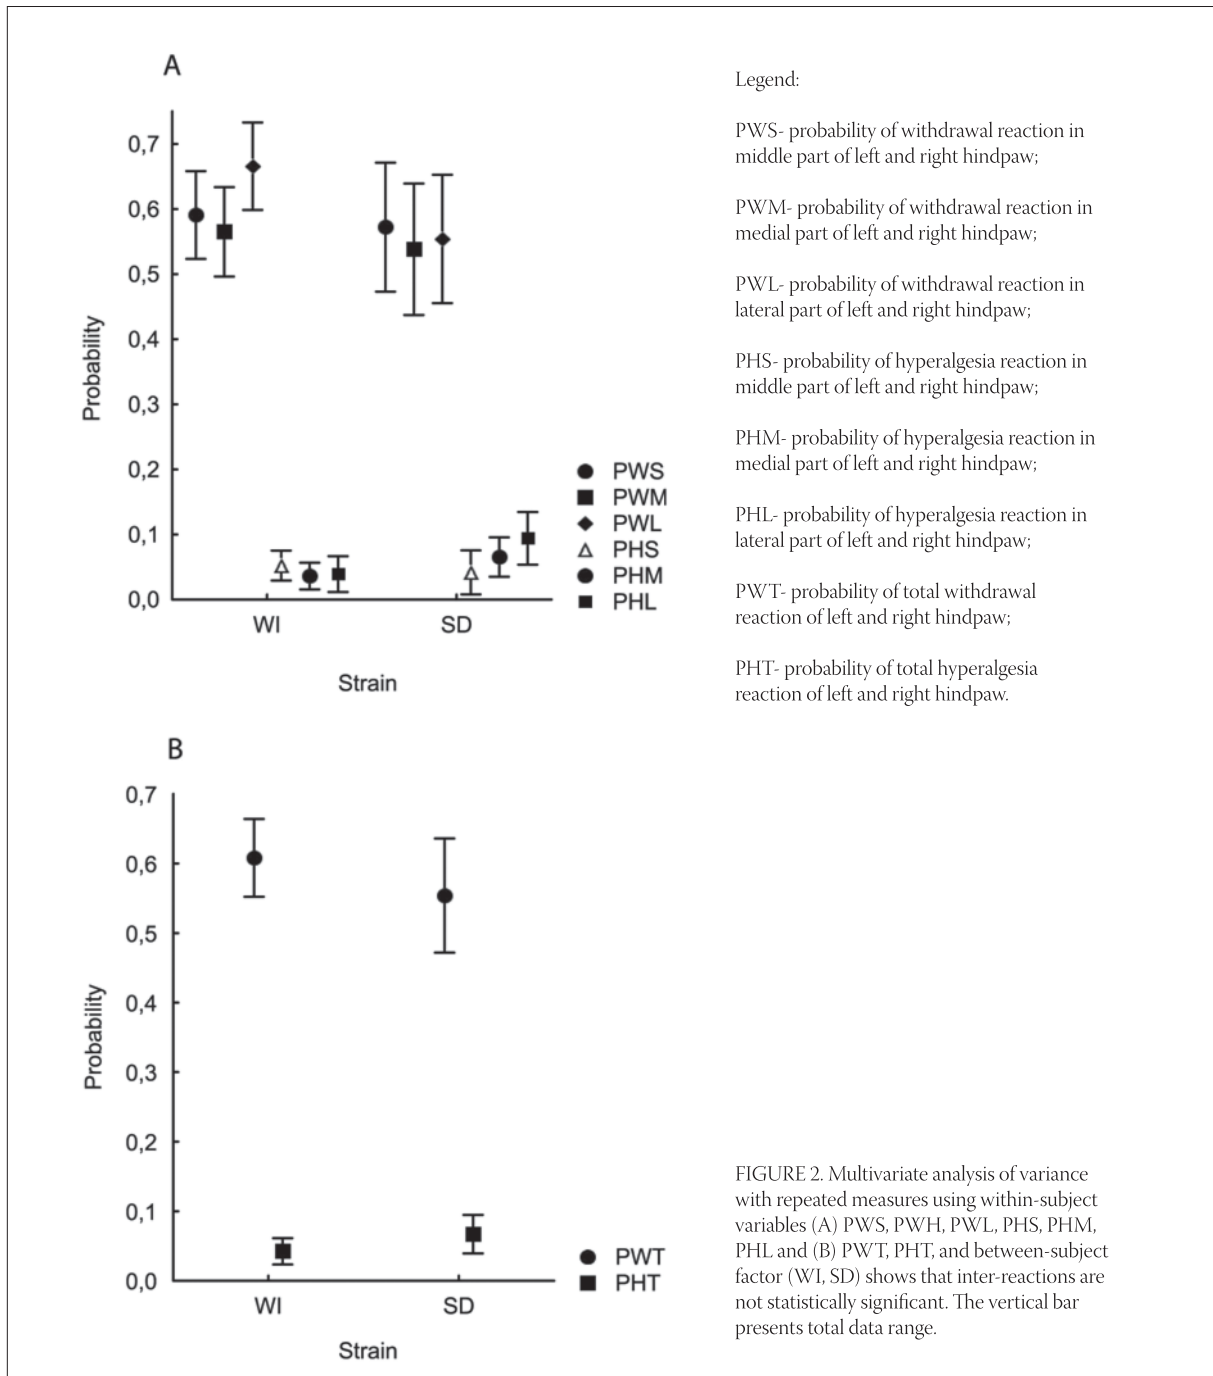 A
0,7
0,6
0,5
0,4
0,3
0,2
0,1
0,0
Probability
WI
SD
Strain
PWS
PWM
PWL
PHS
PHM
PHL
Legend:
PWS- probability of withdrawal reaction in
middle part of left and right hindpaw;
PWM- probability of withdrawal reaction in
medial part of left and right hindpaw;
PWL- probability of withdrawal reaction in
lateral part of left and right hindpaw;
PHS- probability of hyperalgesia reaction in
middle part of left and right hindpaw;
PHM- probability of hyperalgesia reaction in
medial part of left and right hindpaw;
PHL- probability of hyperalgesia reaction in
lateral part of left and right hindpaw;
PWT- probability of total withdrawal
reaction of left and right hindpaw;
PHT- probability of total hyperalgesia
reaction of left and right hindpaw.
B
0,7
0,6
0,5
0,4
0,3
0,2
0,1
0,0
Probability
WI
SD
Strain
PWT
PHT
FIGURE 2. Multivariate analysis of variance
with repeated measures using within-subject
variables (A) PWS, PWH, PWL, PHS, PHM,
PHL and (B) PWT, PHT, and between-subject
factor (WI, SD) shows that inter-reactions are
not statistically significant. The vertical bar
presents total data range.